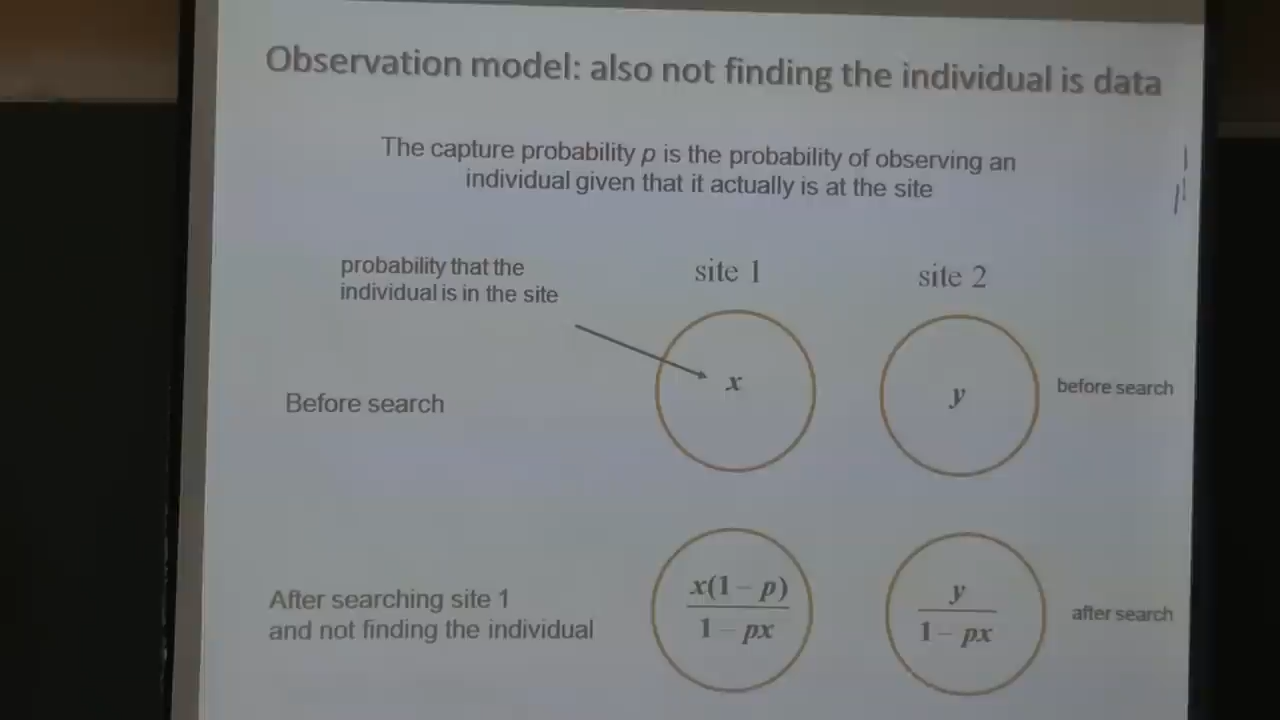 Observation model: also not finding the individual is data
The capture probability p is the probability of observing an
individual given that it actually is at the site
probability that the
individual is in the site
site 1
site 2
x
y
Before search
before search
After searching site 1
and not finding the individual
x(1 – p)
1 – px
y
1 – px
after search